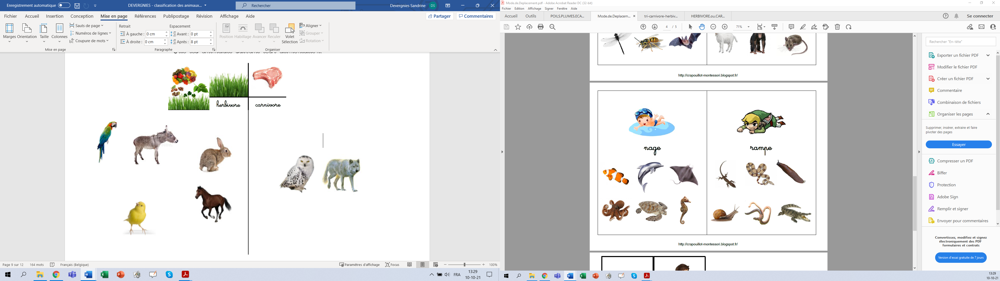 Enregistrement automatique
DEVERGNIES - classification des animaux...
Rechercher
Devergnies Sandrine
DS
Fichier Accueil Insertion Conception Mise en page Références Publipostage Révision Affichage Aide
Partager
Commentaires
Marges
Orientation
Taille
Colonnes
Sauts de page
Numéros de lignes
Coupure de mots
Mise en page
Retrait
À gauche : 0 cm
À droite : 0 cm
Espacement
Avant : 0 pt
Après : 8 pt
Paragraphe
Position
Habillage
Avancer
Reculer
Volet
Sélection
Aligner
Grouper
Rotation
Organiser
herbivore
carnivore
Page 9 sur 12
164 mots
Français (Belgique)
Paramètres d'affichage
Focus
100%
FRA
13:29
10-10-21
Mode.de.Deplacement.pdf - Adobe Acrobat Reader DC (32-bit)
Fichier Edition Affichage Signer Fenêtre Aide
Accueil
Outils
POILS.PLUMES.ECA...
Mode.de.Deplacem...
tri-carnivore-herbiv...
HERBIVORE.ou.CAR...
Se connecter
4 / 5
71%
http://crapouillot-montessori.blogspot.fr/
nage
rampe
http://crapouillot-montessori.blogspot.fr/
Rechercher "En-tête"
Exporter un fichier PDF
Modifier le fichier PDF
Créer un fichier PDF
Commentaire
Combinaison de fichiers
Organiser les pages
Supprimer, insérer, extraire et faire
pivoter des pages
Essayer
Compresser un PDF
Biffer
Protection
Adobe Sign
Remplir et signer
Envoyer pour commentaires
Convertissez, modifiez et signez
électroniquement des PDF
formulaires et contrats
Version d'essai gratuite de 7 jours
13:29
10-10-21